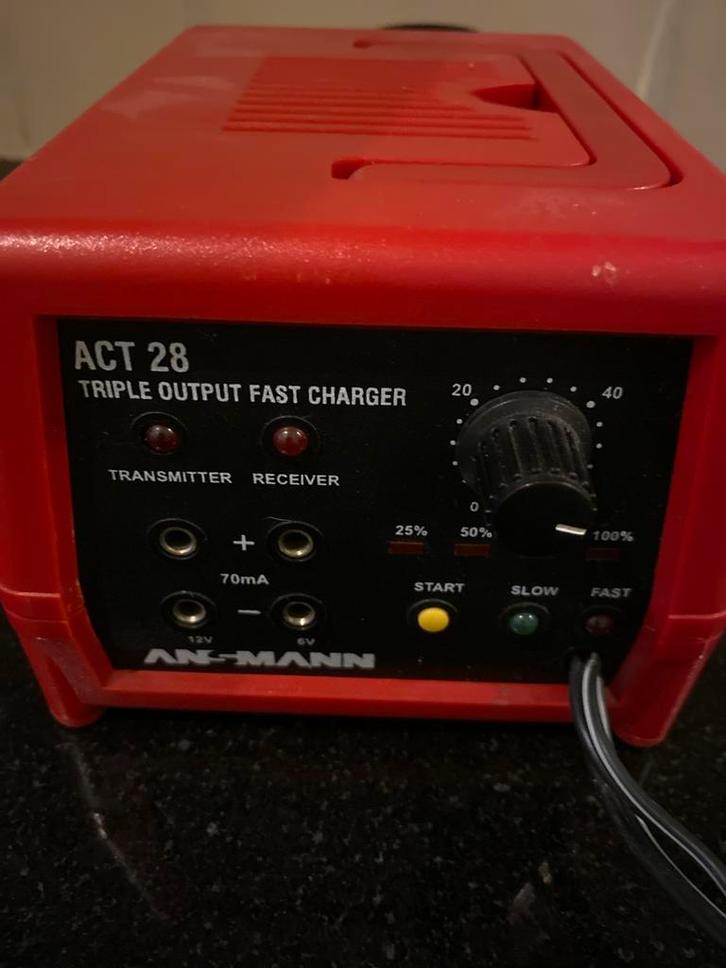 ACT 28
TRIPLE OUTPUT FAST CHARGER
20 40
TRANSMITTER RECEIVER
0
25% 50% 100%
+
70mA
START SLOW FAST
–
12V 6V
ANSMANN